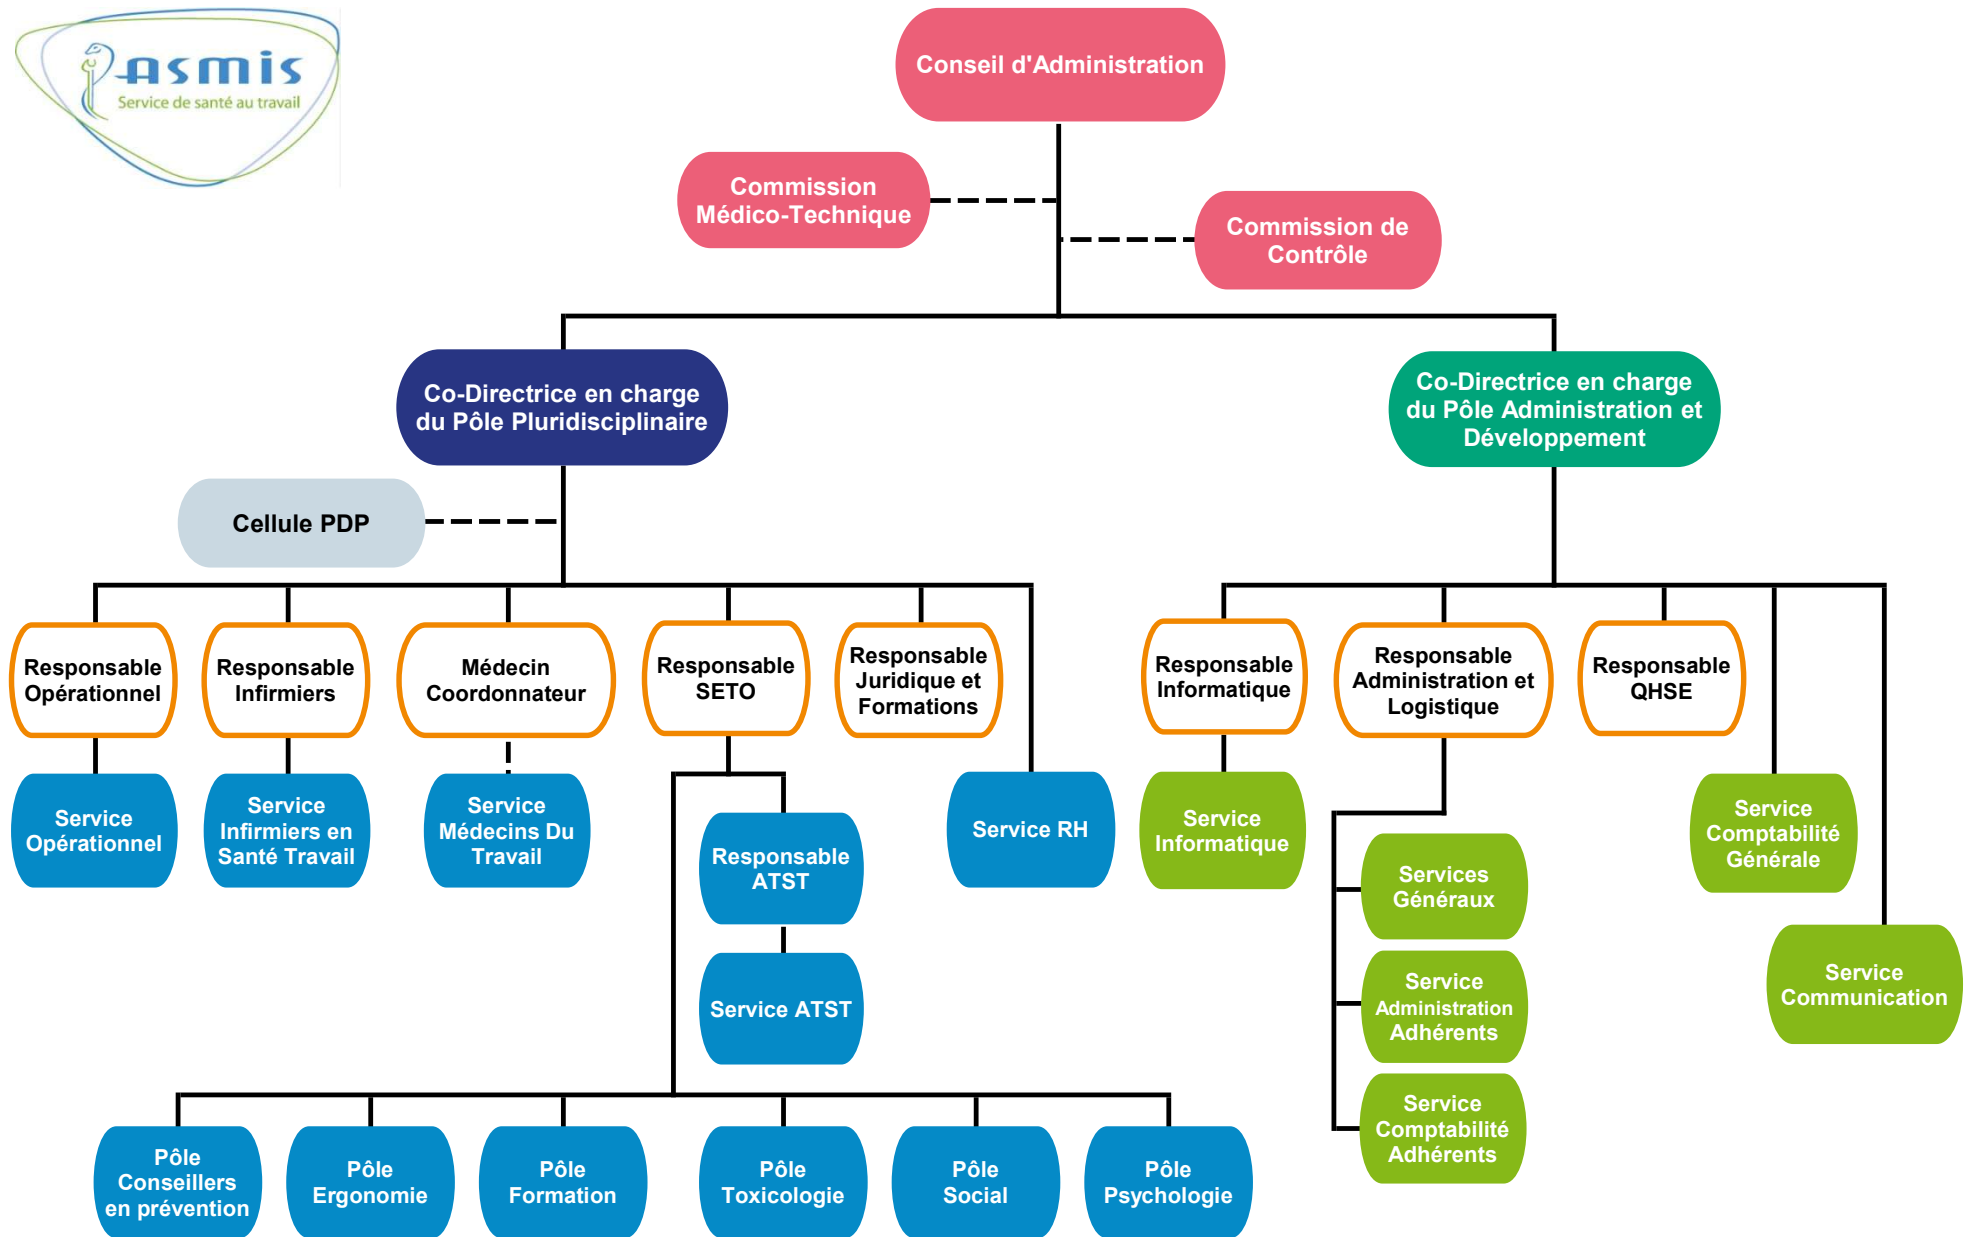 asmis
Service de santé au travail
Conseil d'Administration
Commission
Médico-Technique
Commission de
Contrôle
Co-Directrice en charge
du Pôle Pluridisciplinaire
Co-Directrice en charge
du Pôle Administration et
Développement
Cellule PDP
Responsable
Opérationnel
Responsable
Infirmiers
Médecin
Coordonnateur
Responsable
SETO
Responsable
Juridique et
Formations
Responsable
Informatique
Responsable
Administration et
Logistique
Responsable
QHSE
Service
Opérationnel
Service
Infirmiers en
Santé Travail
Service
Médecins Du
Travail
Responsable
ATST
Service RH
Service
Informatique
Service
Comptabilité
Générale
Services
Généraux
Service ATST
Service
Administration
Adhérents
Service
Communication
Service
Comptabilité
Adhérents
Pôle
Conseillers
en prévention
Pôle
Ergonomie
Pôle
Formation
Pôle
Toxicologie
Pôle
Social
Pôle
Psychologie